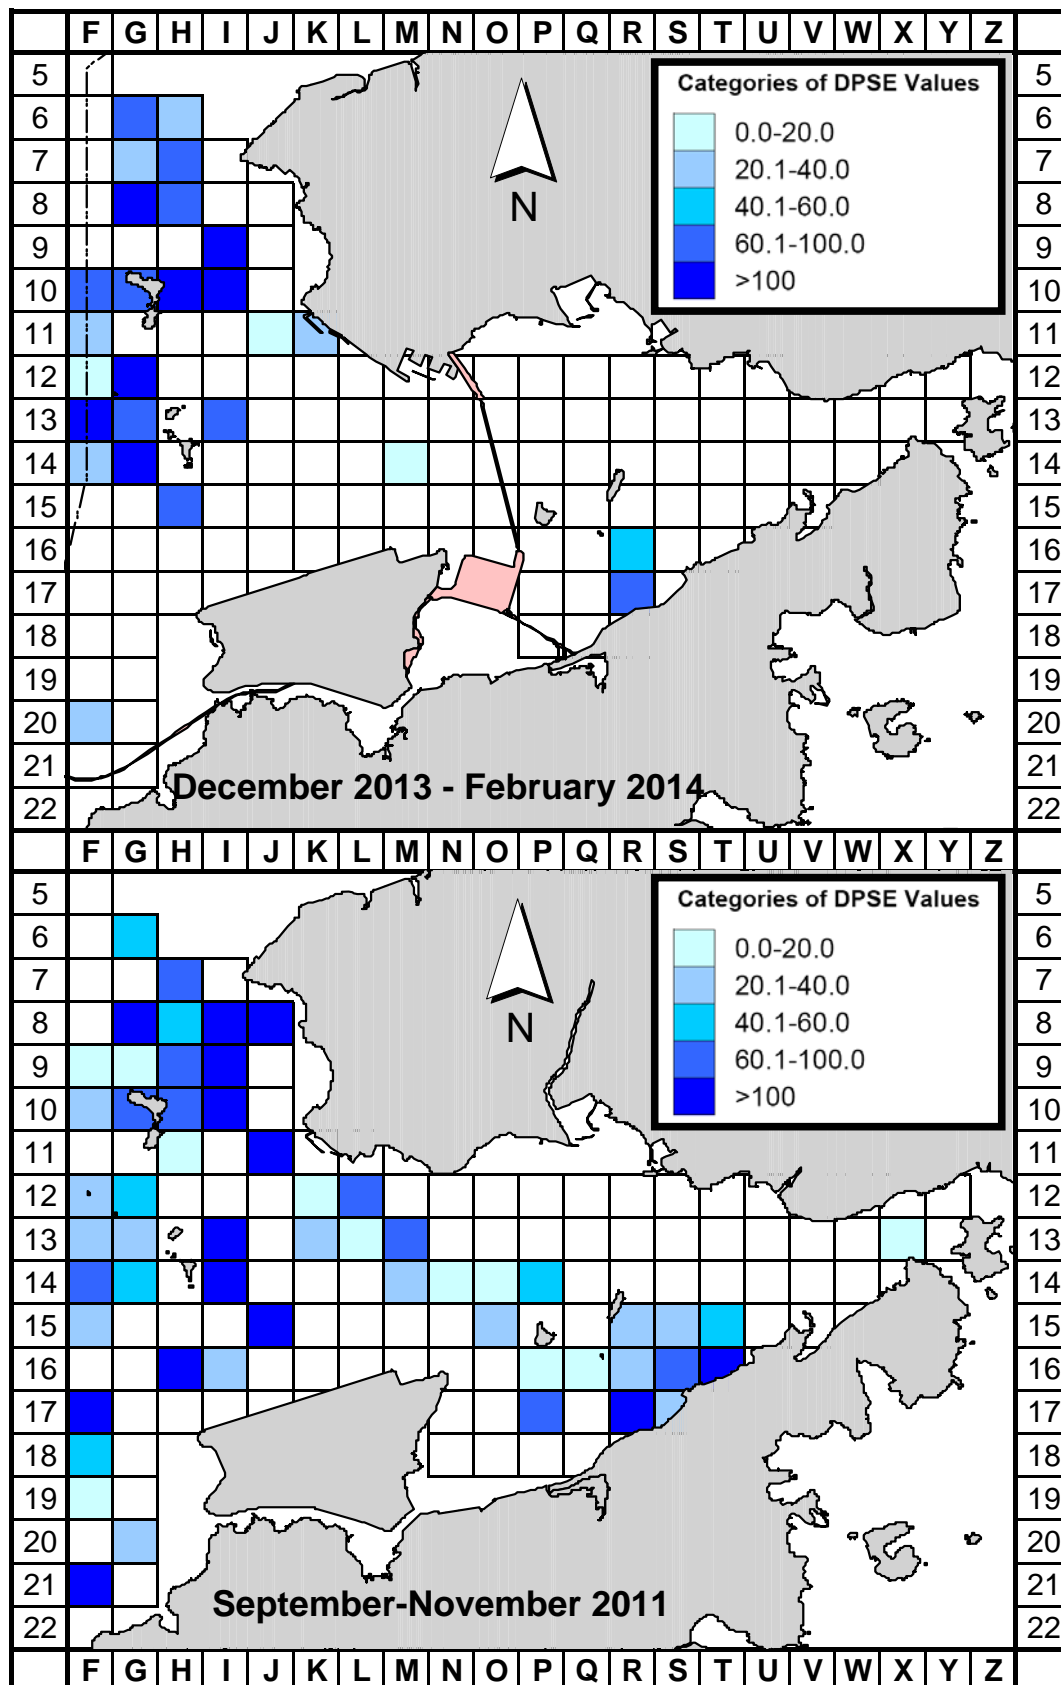 F G H I J K L M N O P Q R S T U V W X Y Z
5 5
Categories of DPSE Values
6 0.0-20.0 6
7 20.1-40.0 7
8 N 40.1-60.0 8
9 60.1-100.0 9
10 >100 10
11 11
12 12
13 13
14 14
15 15
16 16
17 17
18 18
19 19
20 20
21 21
December 2013 - February 2014
22 22
F G H I J K L M N O P Q R S T U V W X Y Z
5 5
Categories of DPSE Values
6 0.0-20.0 6
7 20.1-40.0 7
8 N 40.1-60.0 8
9 60.1-100.0 9
10 >100 10
11 11
12 12
13 13
14 14
15 15
16 16
17 17
18 18
19 19
20 20
21 21
September-November 2011
22 22
F G H I J K L M N O P Q R S T U V W X Y Z